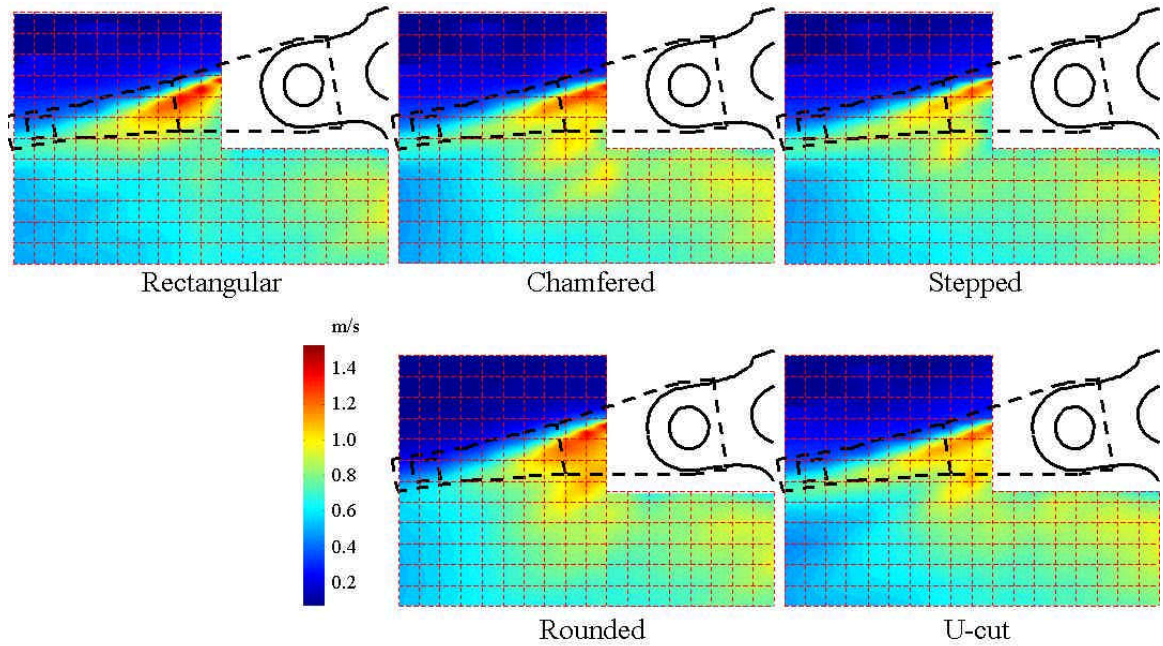 Rectangular
Chamfered
Stepped
m/s
1.4
1.2
1.0
0.8
0.6
0.4
0.2
Rounded
U-cut